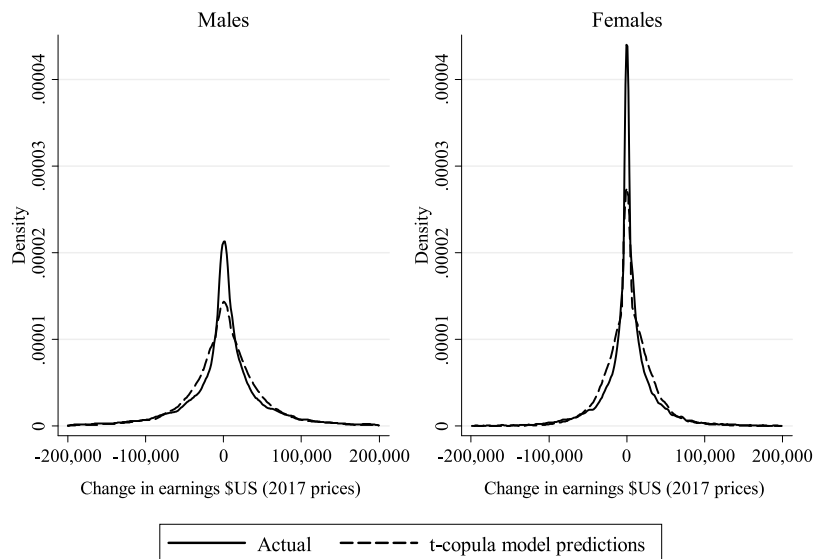 Males
Females
Density
.00004
.00003
.00002
.00001
0
-200,000 -100,000 0 100,000 200,000
Change in earnings $US (2017 prices)
Density
.00004
.00003
.00002
.00001
0
-200,000 -100,000 0 100,000 200,000
Change in earnings $US (2017 prices)
Actual
t-copula model predictions